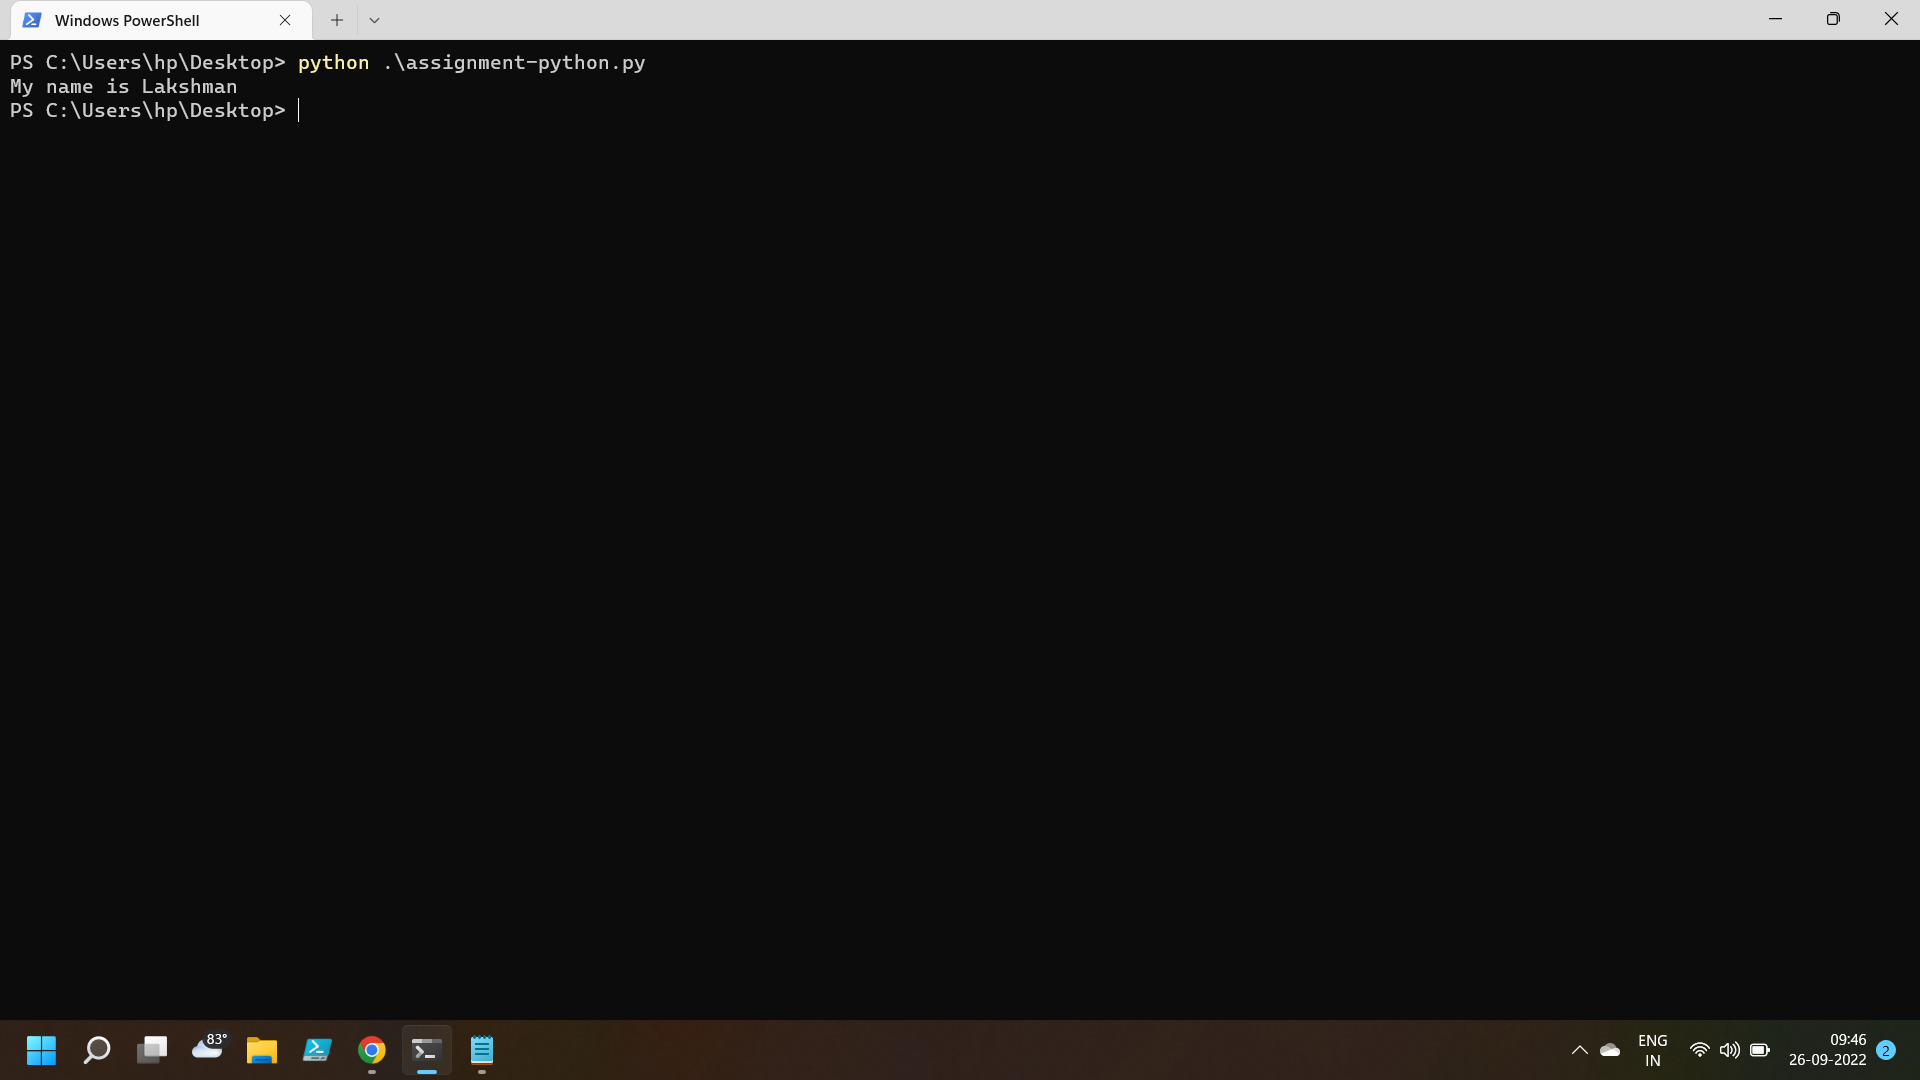 Windows PowerShell
PS C:\Users\hp\Desktop> python .\assignment-python.py
My name is Lakshman
PS C:\Users\hp\Desktop>
83°
ENG
IN
09:46
26-09-2022
2